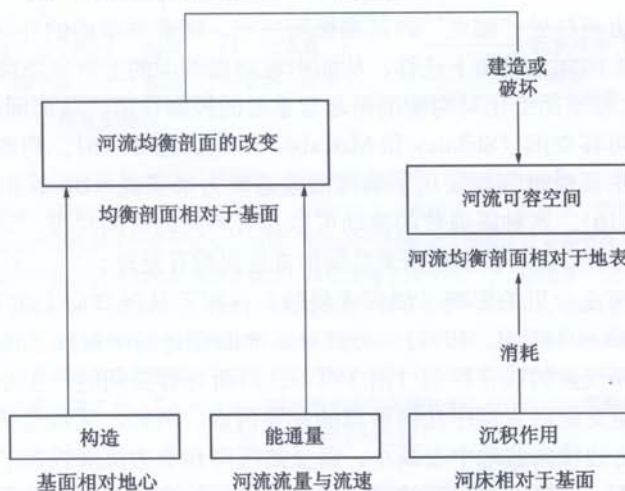 建造或
破坏
河流均衡剖面的改变
均衡剖面相对于基面
河流可容空间
河流均衡剖面相对于地表
消耗
构造
能通量
沉积作用
基面相对地心
河流流量与流速
河床相对于基面